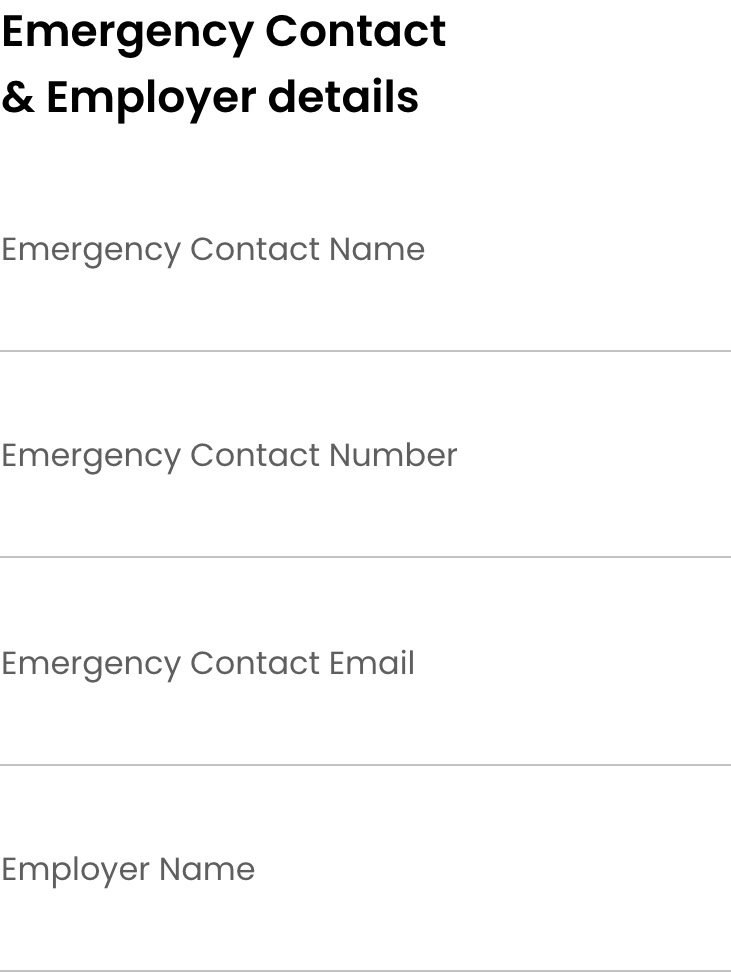 Emergency Contact
& Employer details
Emergency Contact Name
Emergency Contact Number
Emergency Contact Email
Employer Name